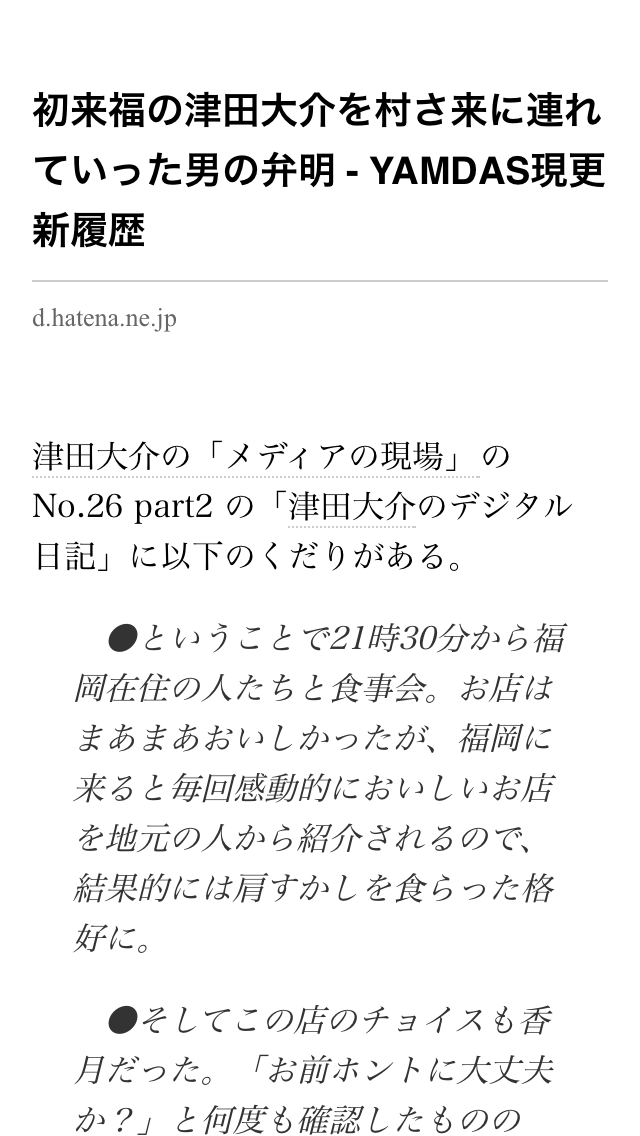 初来福の津田大介を村さ来に連れ
ていった男の弁明 - YAMDAS現更
新履歴
d.hatena.ne.jp
津田大介の「メディアの現場」の
No.26 part2 の「津田大介のデジタル
日記」に以下のくだりがある。
●ということで21時30分から福
岡在住の人たちと食事会。お店は
まあまあおいしかったが、福岡に
来ると毎回感動的においしいお店
を地元の人から紹介されるので、
結果的には肩すかしを食らった格
好に。
●そしてこの店のチョイスも香
月だった。「お前ホントに大丈夫
か？」と何度も確認したものの